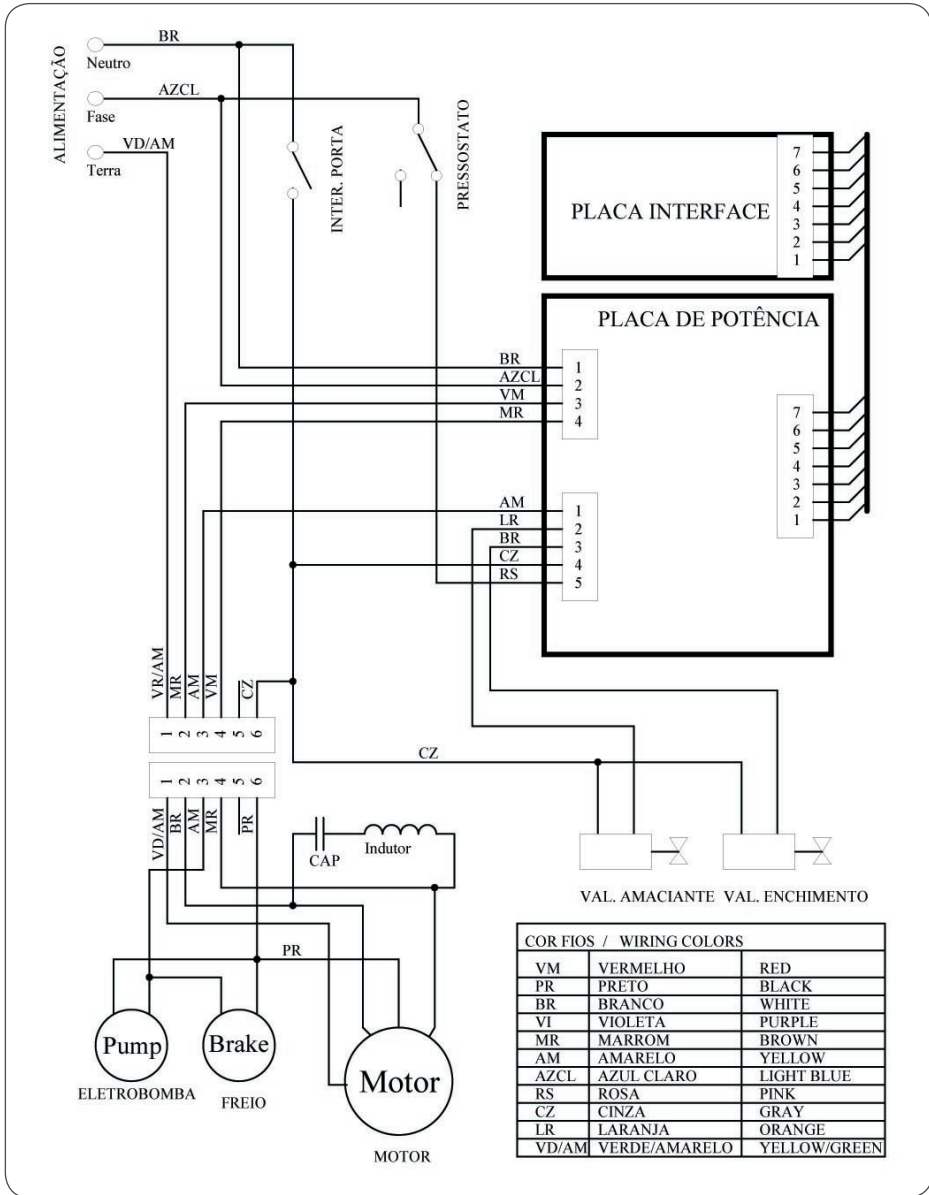 ALIMENTAÇÃO
BR
Neutro
AZCL
Fase
VD/AM
Terra
INTER. PORTA
PRESSOSTATO
PLACA INTERFACE
7
6
5
4
3
2
1
PLACA DE POTÊNCIA
BR 1
AZCL 2
VM 3
MR 4
7
6
5
4
3
2
1
AM 1
LR 2
BR 3
CZ 4
RS 5
VR/AM MR AM VM CZ
1 2 3 4 5 6
CZ
1 2 3 4 5 6
VD/AM BR AM MR PR
CAP
Indutor
VAL. AMACIANTE VAL. ENCHIMENTO
PR
Pump
Brake
Motor
ELETROBOMBA
FREIO
MOTOR
COR FIOS / WIRING COLORS
VM VERMELHO RED
PR PRETO BLACK
BR BRANCO WHITE
VI VIOLETA PURPLE
MR MARROM BROWN
AM AMARELO YELLOW
AZCL AZUL CLARO LIGHT BLUE
RS ROSA PINK
CZ CINZA GRAY
LR LARANJA ORANGE
VD/AM VERDE/AMARELO YELLOW/GREEN